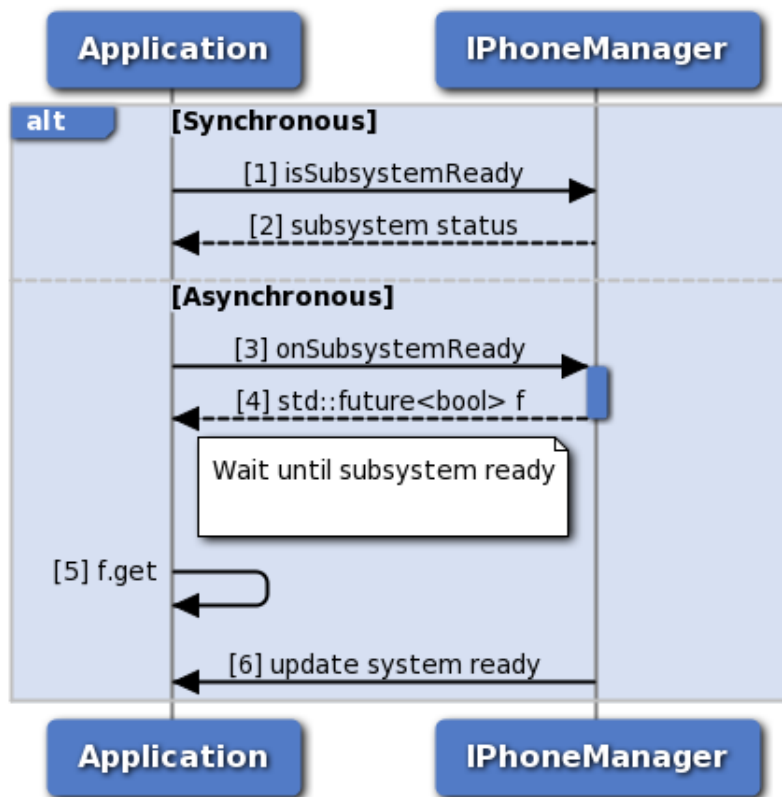 Application
IPhoneManager
alt
[Synchronous]
[1] isSubsystemReady
[2] subsystem status
[Asynchronous]
[3] onSubsystemReady
[4] std::future<bool> f
Wait until subsystem ready
[5] f.get
[6] update system ready
Application
IPhoneManager